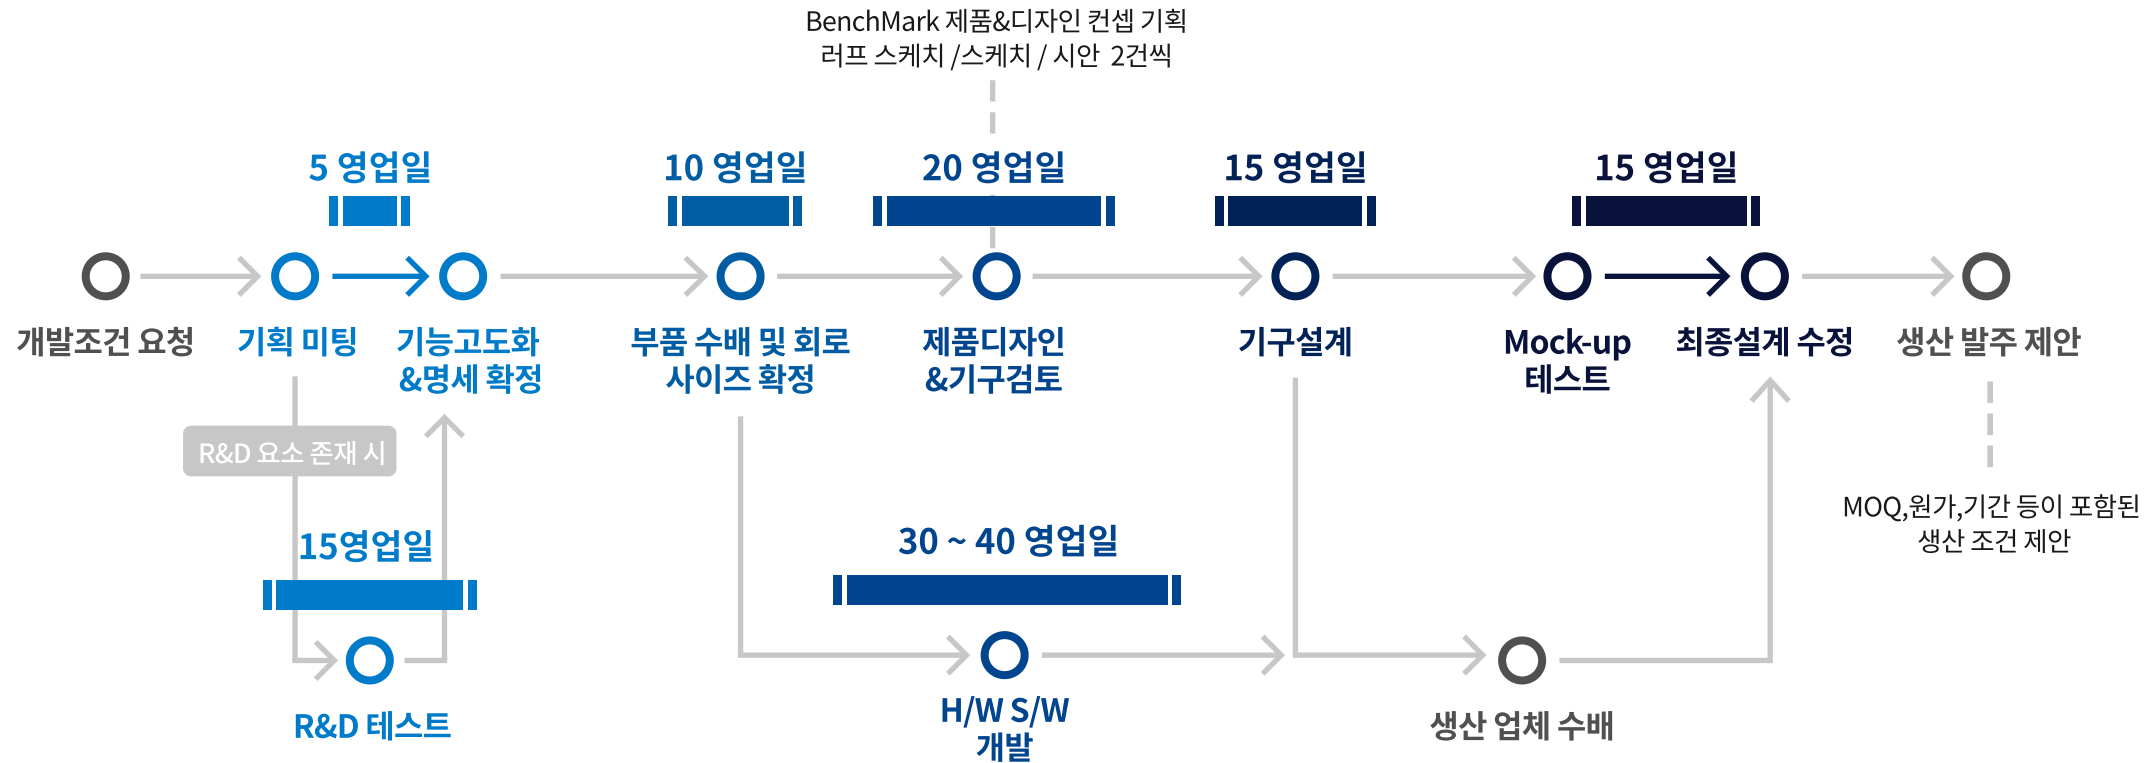 BenchMark 제품&디자인 컨셉 기획
러프 스케치 /스케치 / 시안 2건씩
5 영업일
10 영업일
20 영업일
15 영업일
15 영업일
개발조건 요청
기획 미팅
기능고도화
&명세 확정
부품 수배 및 회로
사이즈 확정
제품디자인
&기구검토
기구설계
Mock-up
테스트
최종설계 수정
생산 발주 제안
R&D 요소 존재 시
MOQ,원가,기간 등이 포함된
생산 조건 제안
15영업일
30 ~ 40 영업일
R&D 테스트
H/W S/W
개발
생산 업체 수배